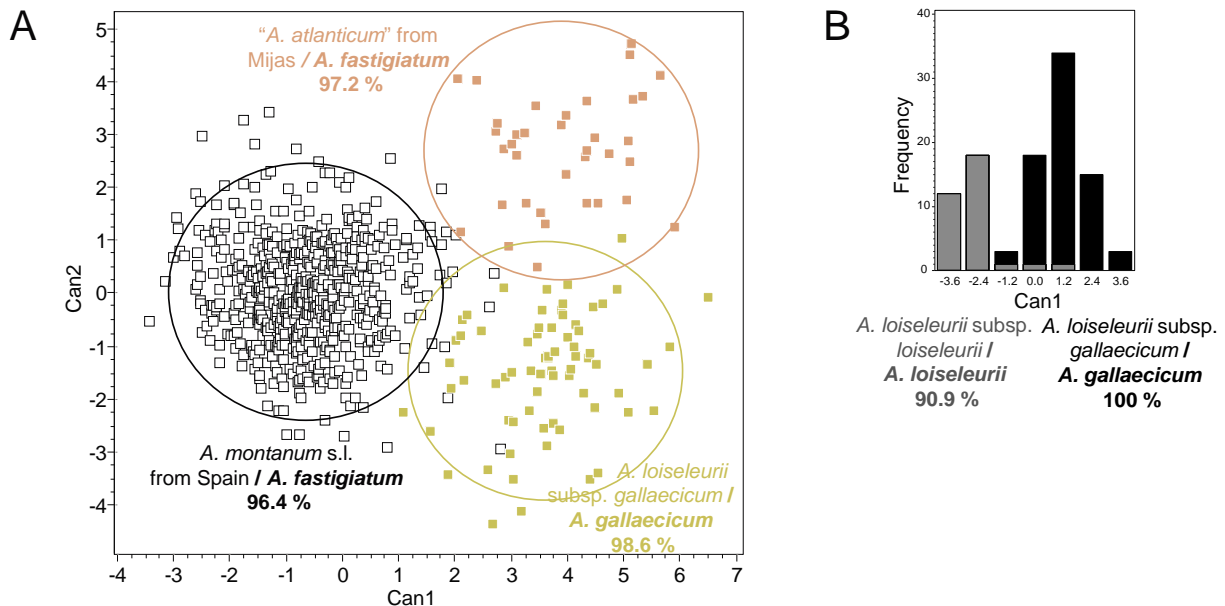 A
"A. atlanticum" from
Mijas / A. fastigiatum
97.2 %
5
4
3
2
1
0
-1
-2
-3
-4
Can2
A. montanum s.l.
from Spain / A. fastigiatum
96.4 %
A. loiseleurii
subsp. gallaecicum /
A. gallaecicum
98.6 %
-4 -3 -2 -1 0 1 2 3 4 5 6 7
Can1
B
40
30
20
10
0
Frequency
-3.6 -2.4 -1.2 0.0 1.2 2.4 3.6
Can1
A. loiseleurii subsp.
loiseleurii /
A. loiseleurii
90.9 %
A. loiseleurii subsp.
gallaecicum /
A. gallaecicum
100 %